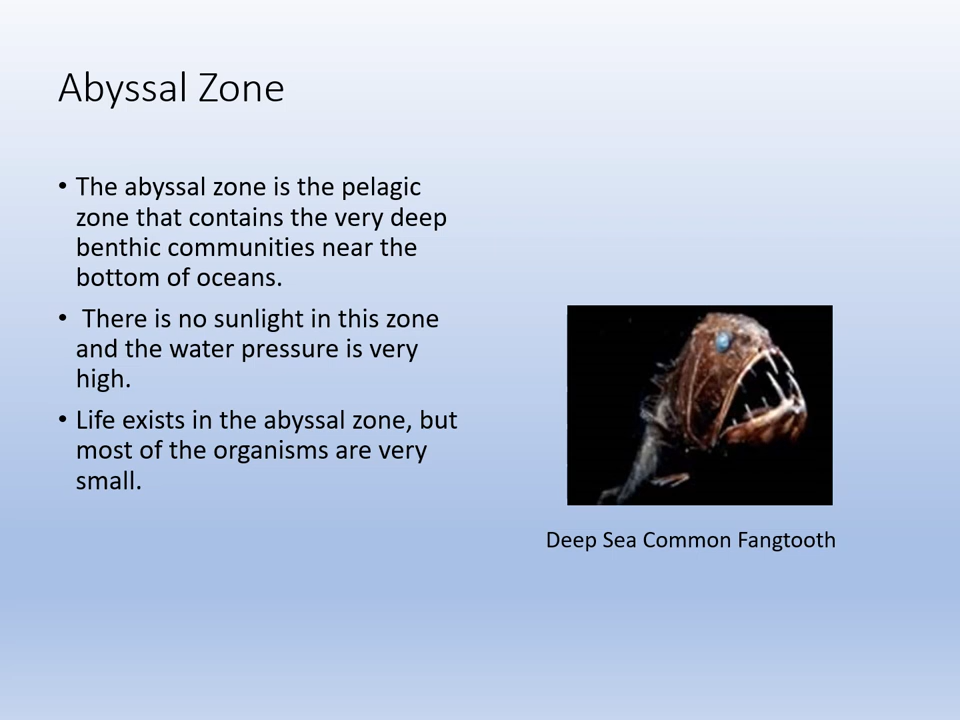 Abyssal Zone
• The abyssal zone is the pelagic
zone that contains the very deep
benthic communities near the
bottom of oceans.
• There is no sunlight in this zone
and the water pressure is very
high.
• Life exists in the abyssal zone, but
most of the organisms are very
small.
Deep Sea Common Fangtooth